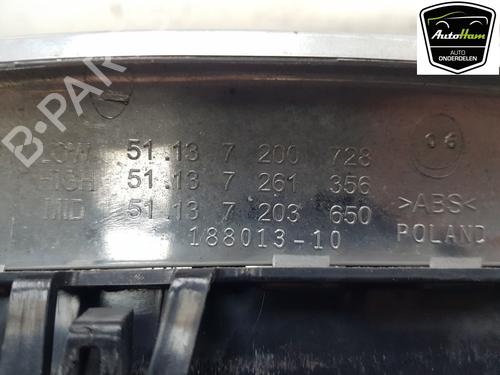 AutoHam
AUTO
ONDERDELEN
B-PAR
LOW 51.13 7 200 728
HIGH 51.13 7 261 356
MID 51.13 7 203 650
188013-10
06
>ABS<
POLAND